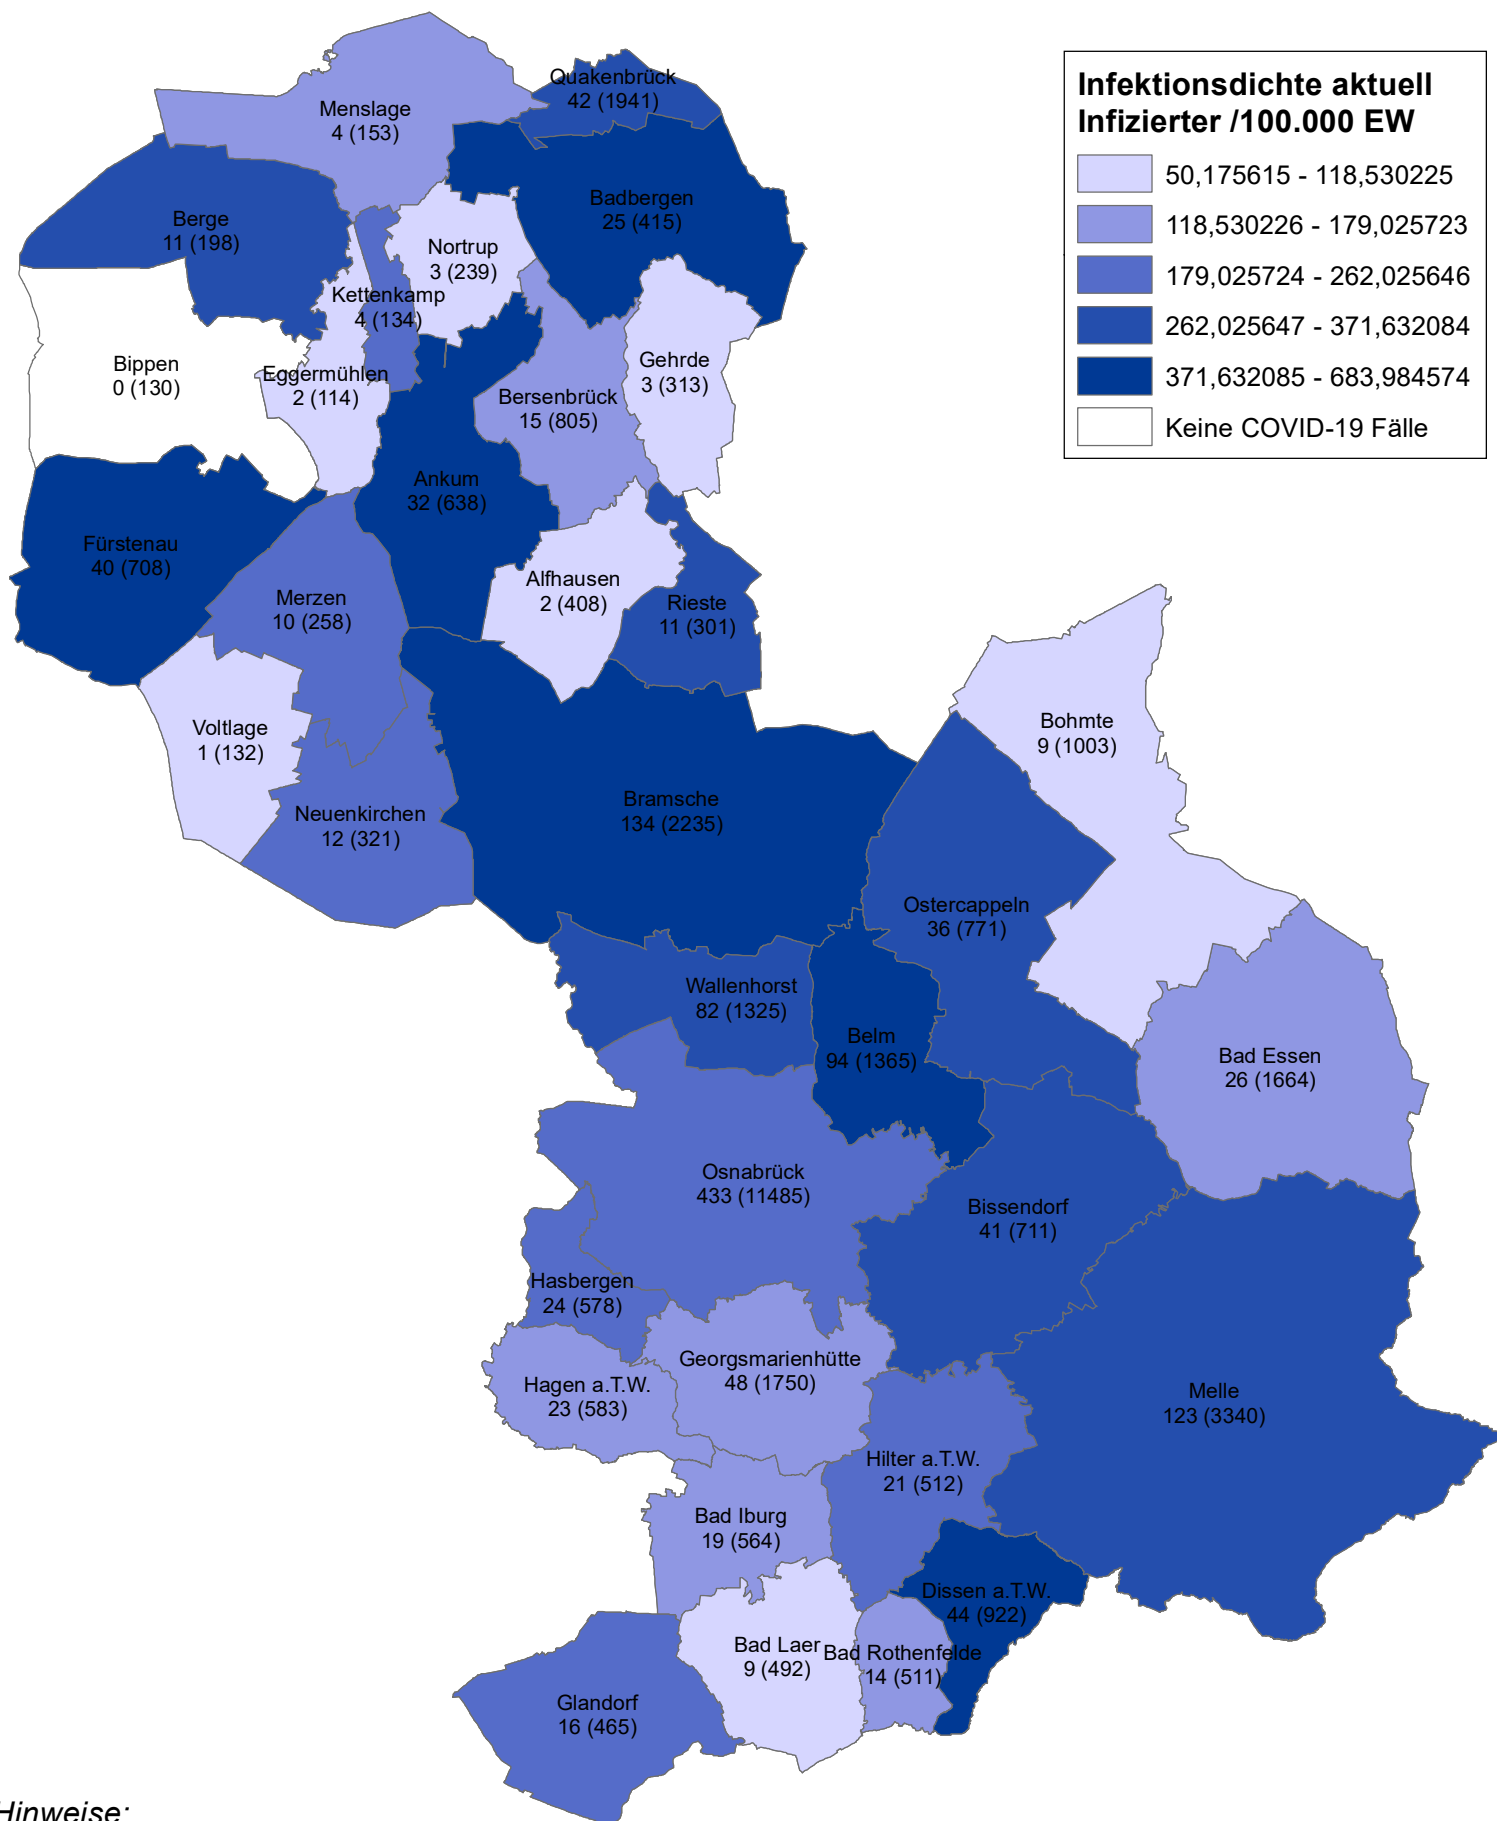 Infektionsdichte aktuell
Infizierter /100.000 EW
50,175615 - 118,530225
118,530226 - 179,025723
179,025724 - 262,025646
262,025647 - 371,632084
371,632085 - 683,984574
Keine COVID-19 Fälle
Quakenbrück
42 (1941)
Menslage
4 (153)
Badbergen
25 (415)
Berge
11 (198)
Nortrup
3 (239)
Kettenkamp
4 (134)
Bippen
0 (130)
Eggermühlen
2 (114)
Gehrde
3 (313)
Bersenbrück
15 (805)
Ankum
32 (638)
Fürstenau
40 (708)
Alfhausen
2 (408)
Merzen
10 (258)
Rieste
11 (301)
Voltlage
1 (132)
Bohmte
9 (1003)
Bramsche
134 (2235)
Neuenkirchen
12 (321)
Ostercappeln
36 (771)
Wallenhorst
82 (1325)
Belm
94 (1365)
Bad Essen
26 (1664)
Osnabrück
433 (11485)
Bissendorf
41 (711)
Hasbergen
24 (578)
Georgsmarienhütte
48 (1750)
Hagen a.T.W.
23 (583)
Melle
123 (3340)
Hilter a.T.W.
21 (512)
Bad Iburg
19 (564)
Dissen a.T.W.
44 (922)
Bad Laer
9 (492)
Bad Rothenfelde
14 (511)
Glandorf
16 (465)
Hinweise: